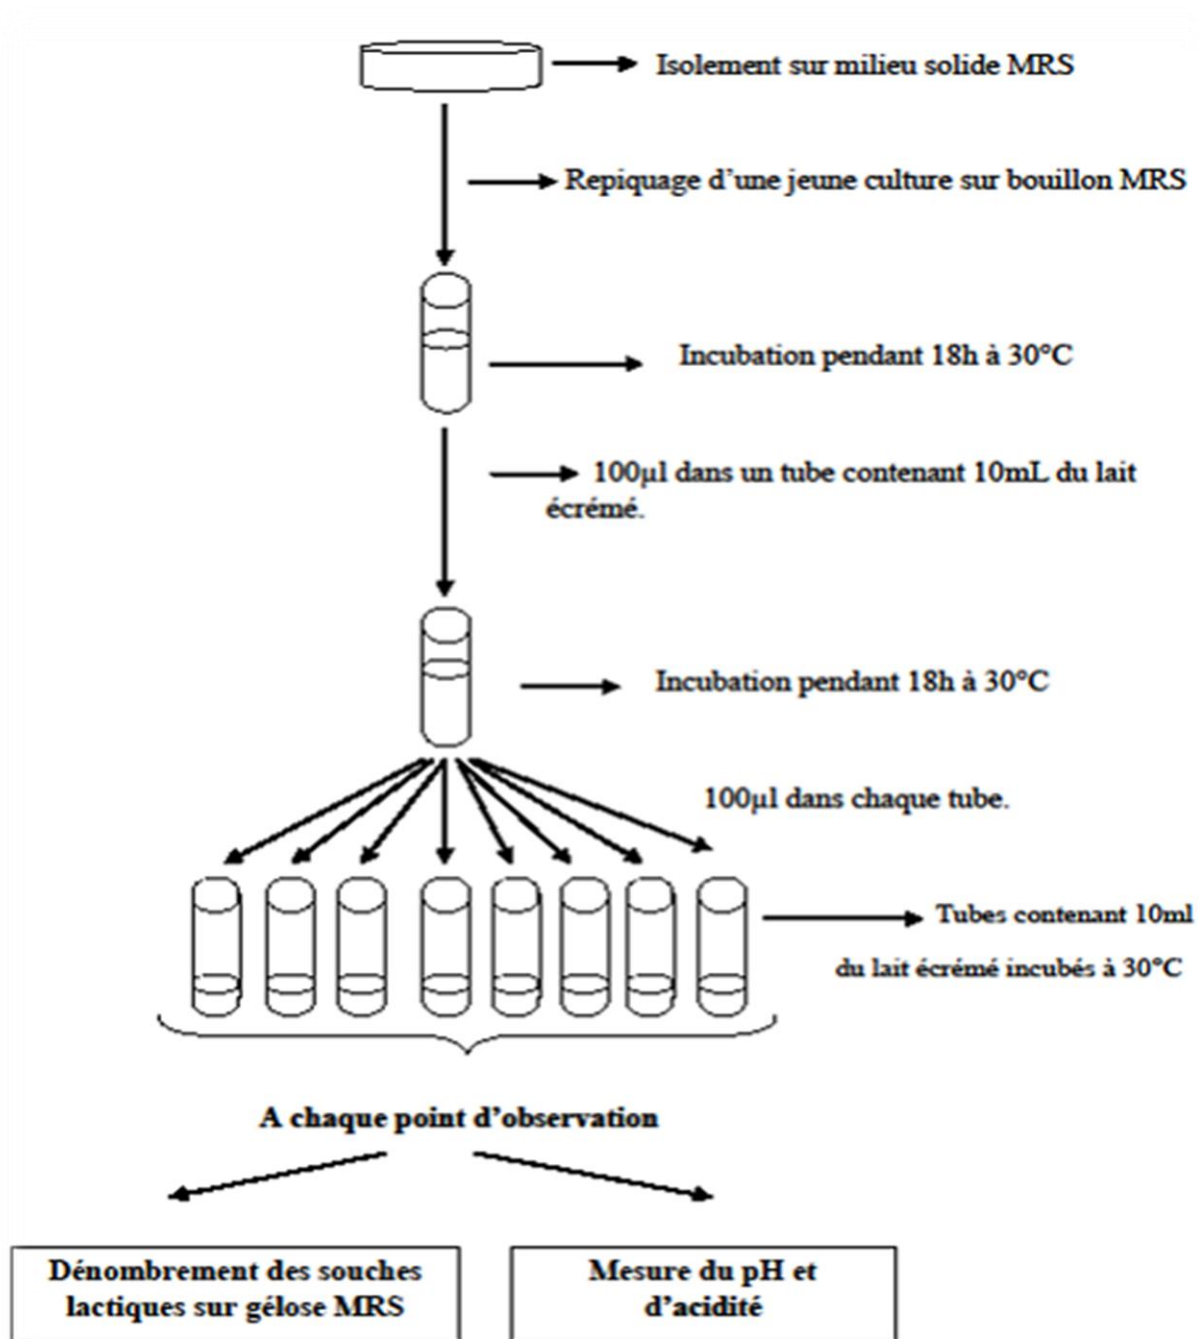 Isolement sur milieu solide MRS
Repiquage d’une jeune culture sur bouillon MRS
Incubation pendant 18h à 30°C
100µl dans un tube contenant 10mL du lait
écrémé.
Incubation pendant 18h à 30°C
100µl dans chaque tube.
Tubes contenant 10ml
du lait écrémé incubés à 30°C
A chaque point d’observation
Dénombrement des souches
lactiques sur gélose MRS
Mesure du pH et
d’acidité